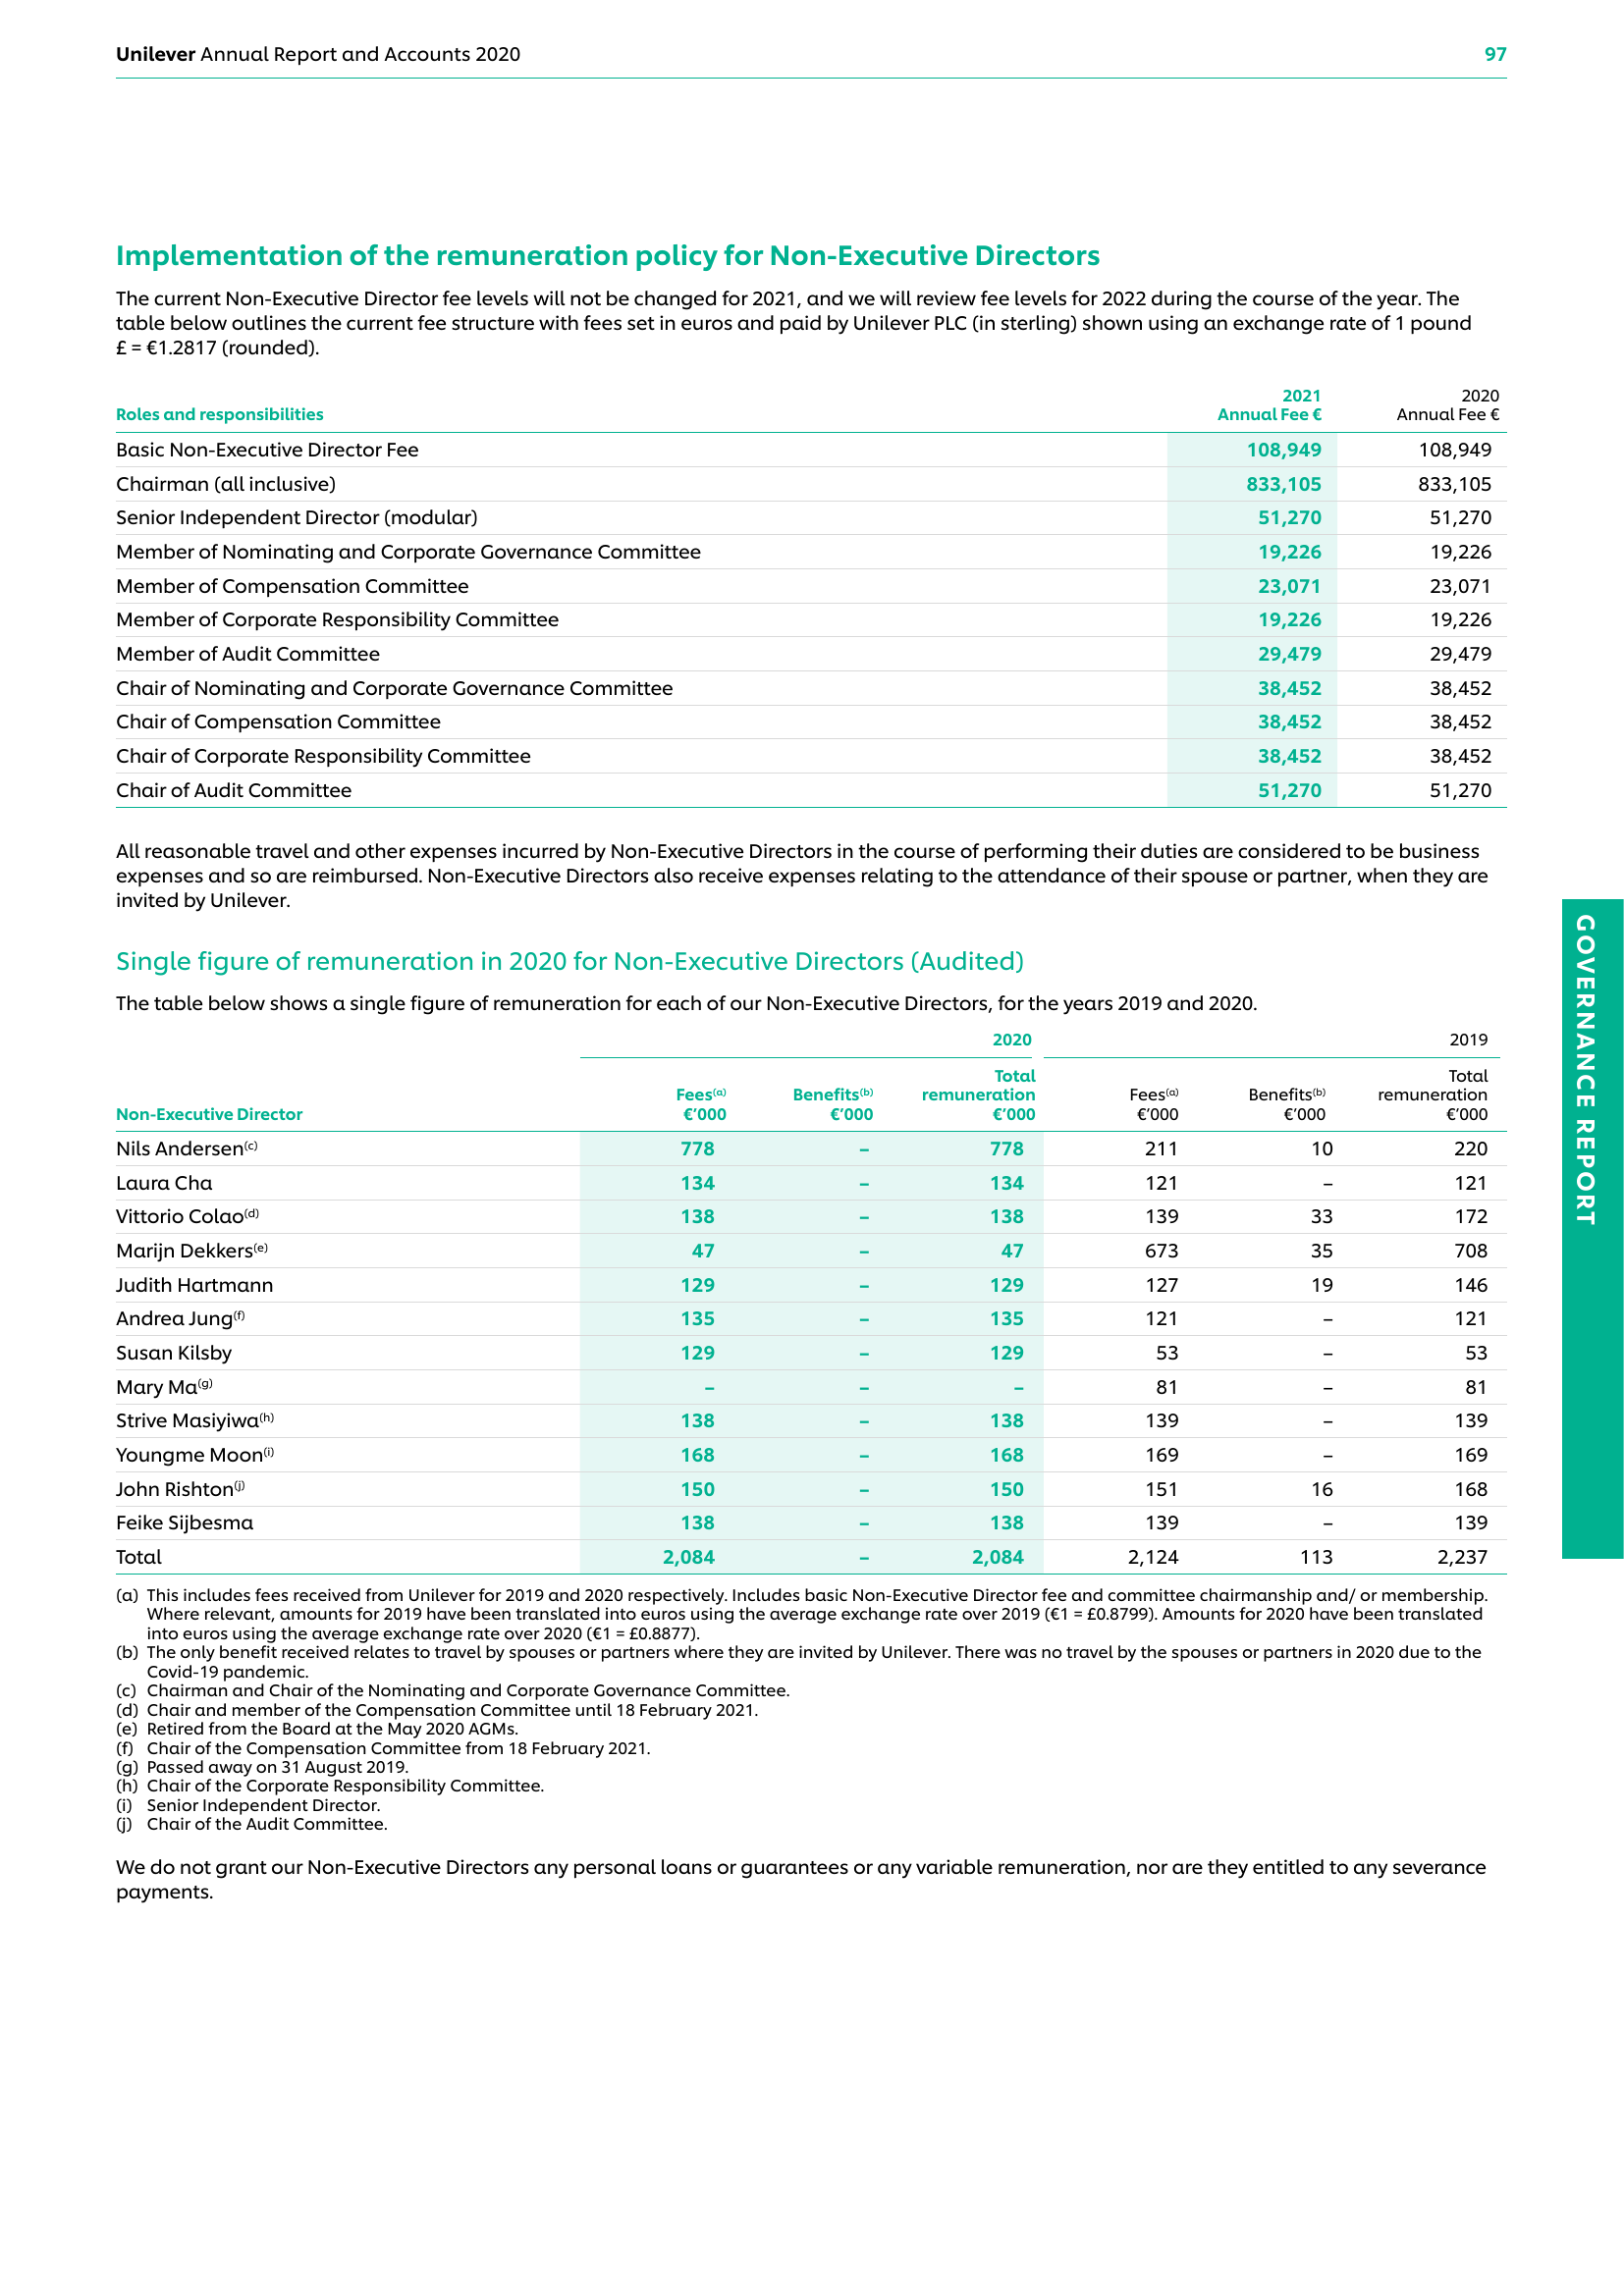 Unilever Annual Report and Accounts 2020 97
Implementation of the remuneration policy for Non-Executive Directors
The current Non-Executive Director fee levels will not be changed for 2021, and we will review fee levels for 2022 during the course of the year. The
table below outlines the current fee structure with fees set in euros and paid by Unilever PLC (in sterling) shown using an exchange rate of 1 pound
£ = €1.2817 (rounded).
2021 2020
Roles and responsibilities Annual Fee € Annual Fee €
Basic Non-Executive Director Fee 108,949 108,949
Chairman (all inclusive) 833,105 833,105
Senior Independent Director (modular) 51,270 51,270
Member of Nominating and Corporate Governance Committee 19,226 19,226
Member of Compensation Committee 23,071 23,071
Member of Corporate Responsibility Committee 19,226 19,226
Member of Audit Committee 29,479 29,479
Chair of Nominating and Corporate Governance Committee 38,452 38,452
Chair of Compensation Committee 38,452 38,452
Chair of Corporate Responsibility Committee 38,452 38,452
Chair of Audit Committee 51,270 51,270
All reasonable travel and other expenses incurred by Non-Executive Directors in the course of performing their duties are considered to be business
expenses and so are reimbursed. Non-Executive Directors also receive expenses relating to the attendance of their spouse or partner, when they are
invited by Unilever.
Single figure of remuneration in 2020 for Non-Executive Directors (Audited)
The table below shows a single figure of remuneration for each of our Non-Executive Directors, for the years 2019 and 2020.
2020 2019
Total Total
Fees(a) Benefits(b) remuneration Fees(a) Benefits(b) remuneration
Non-Executive Director €'000 €'000 €'000 €'000 €'000 €'000
Nils Andersen(c) 778 – 778 211 10 220
Laura Cha 134 – 134 121 – 121
Vittorio Colao(d) 138 – 138 139 33 172
Marijn Dekkers(e) 47 – 47 673 35 708
Judith Hartmann 129 – 129 127 19 146
Andrea Jung(f) 135 – 135 121 – 121
Susan Kilsby 129 – 129 53 – 53
Mary Ma(g) – – – 81 – 81
Strive Masiyiwa(h) 138 – 138 139 – 139
Youngme Moon(i) 168 – 168 169 – 169
John Rishton(j) 150 – 150 151 16 168
Feike Sijbesma 138 – 138 139 – 139
Total 2,084 – 2,084 2,124 113 2,237
(a) This includes fees received from Unilever for 2019 and 2020 respectively. Includes basic Non-Executive Director fee and committee chairmanship and/ or membership.
Where relevant, amounts for 2019 have been translated into euros using the average exchange rate over 2019 (€1 = £0.8799). Amounts for 2020 have been translated
into euros using the average exchange rate over 2020 (€1 = £0.8877).
(b) The only benefit received relates to travel by spouses or partners where they are invited by Unilever. There was no travel by the spouses or partners in 2020 due to the
Covid-19 pandemic.
(c) Chairman and Chair of the Nominating and Corporate Governance Committee.
(d) Chair and member of the Compensation Committee until 18 February 2021.
(e) Retired from the Board at the May 2020 AGMs.
(f) Chair of the Compensation Committee from 18 February 2021.
(g) Passed away on 31 August 2019.
(h) Chair of the Corporate Responsibility Committee.
(i) Senior Independent Director.
(j) Chair of the Audit Committee.
We do not grant our Non-Executive Directors any personal loans or guarantees or any variable remuneration, nor are they entitled to any severance
payments.
GOVERNANCE REPORT